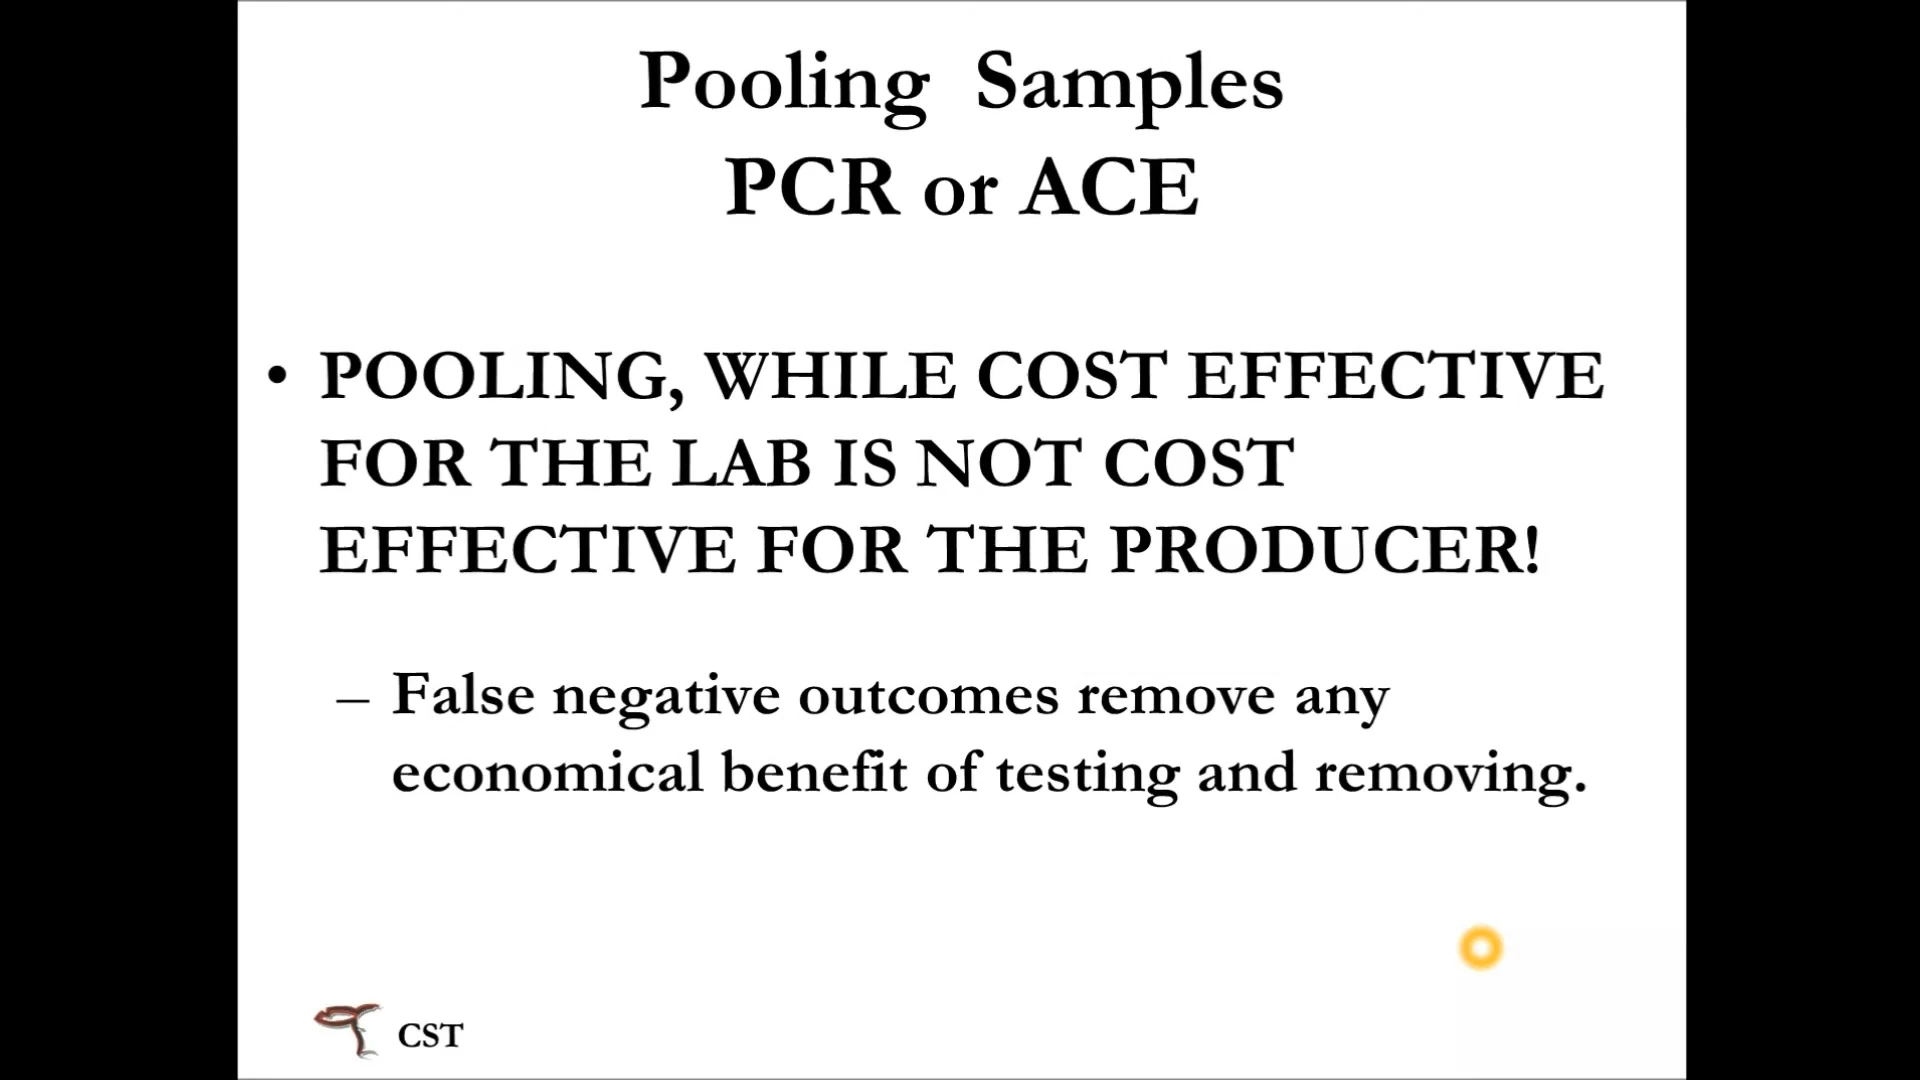 Pooling Samples
PCR or ACE
• POOLING, WHILE COST EFFECTIVE
FOR THE LAB IS NOT COST
EFFECTIVE FOR THE PRODUCER!
– False negative outcomes remove any
economical benefit of testing and removing.
CST